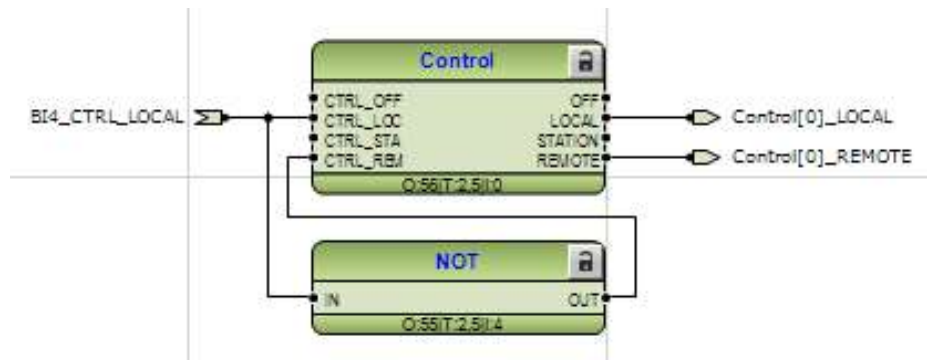 Control
CTRL_OFF OFF
BI4_CTRL_LOCAL CTRL_LOC LOCAL Control[0]_LOCAL
CTRL_STA STATION
CTRL_REM REMOTE Control[0]_REMOTE
O:56|T:2,5|I:0
NOT
IN OUT
O:55|T:2,5|I:4